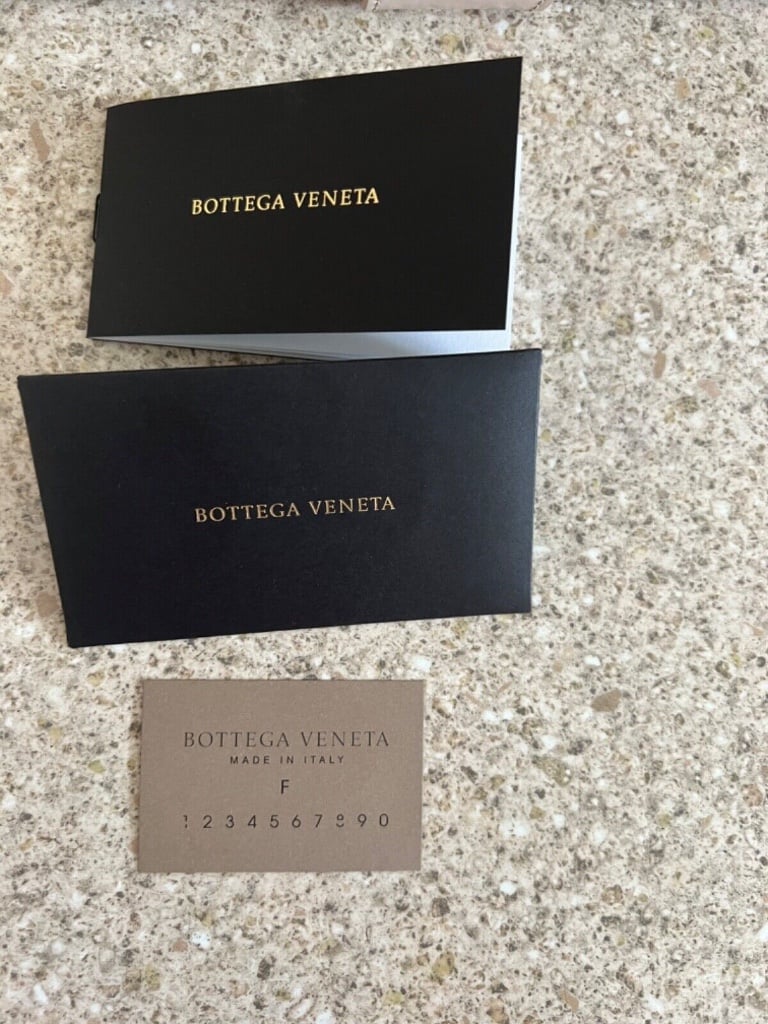 BOTTEGA VENETA
BOTTEGA VENETA
BOTTEGA VENETA
MADE IN ITALY
F
1 2 3 4 5 6 7 8 9 0